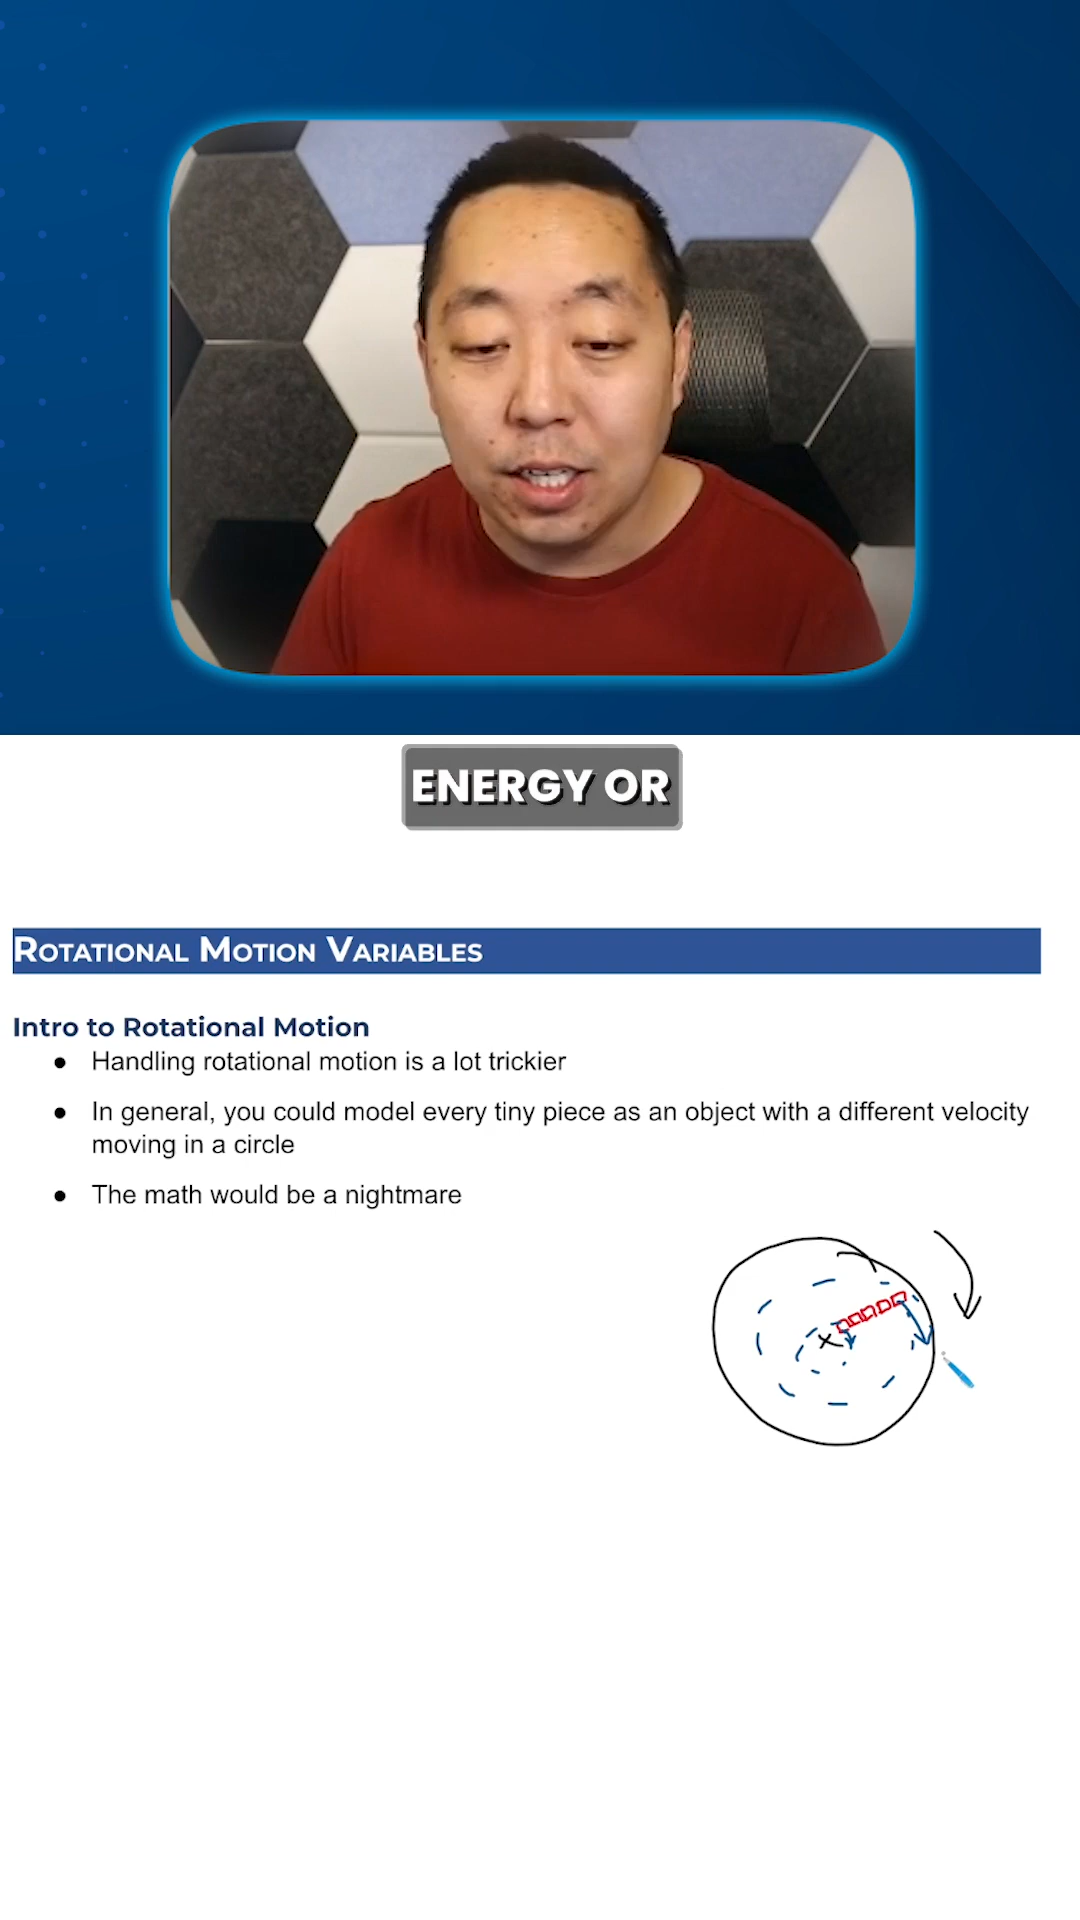 ENERGY OR
ROTATIONAL MOTION VARIABLES
Intro to Rotational Motion
● Handling rotational motion is a lot trickier
● In general, you could model every tiny piece as an object with a different velocity
moving in a circle
● The math would be a nightmare